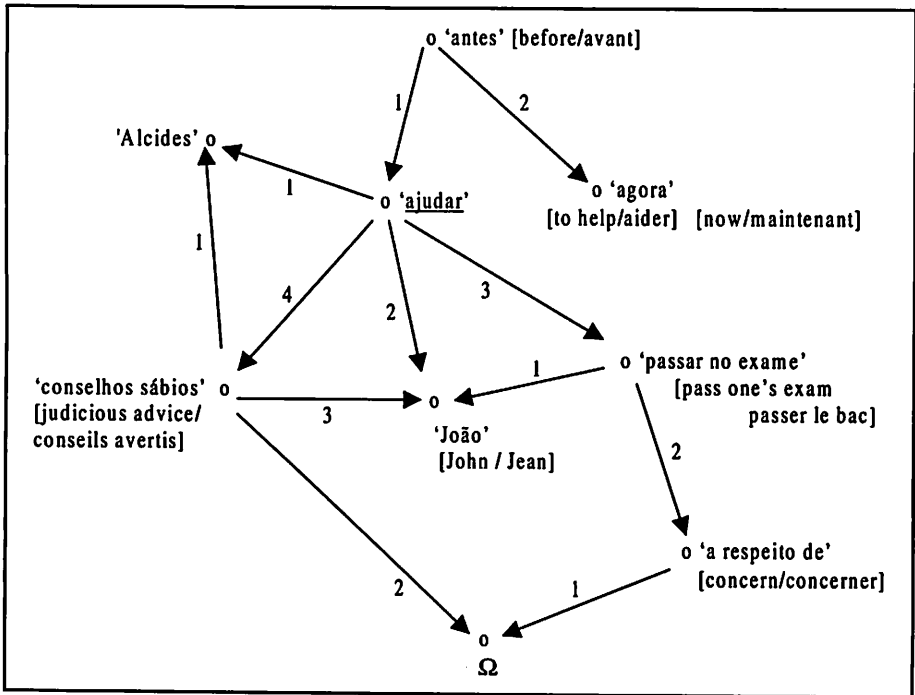 o ‘antes’ [before/avant]
1
2
'Alcides' o
1
o ‘ajudar’
o ‘agora’
[to help/aider] [now/maintenant]
1
4
2
3
‘conselhos sábios’ o
[judicious advice/
conseils avertis]
3
o
‘João’
[John / Jean]
1
o ‘passar no exame’
[pass one's exam
passer le bac]
2
o ‘a respeito de’
[concern/concerner]
2
1
o
Ω